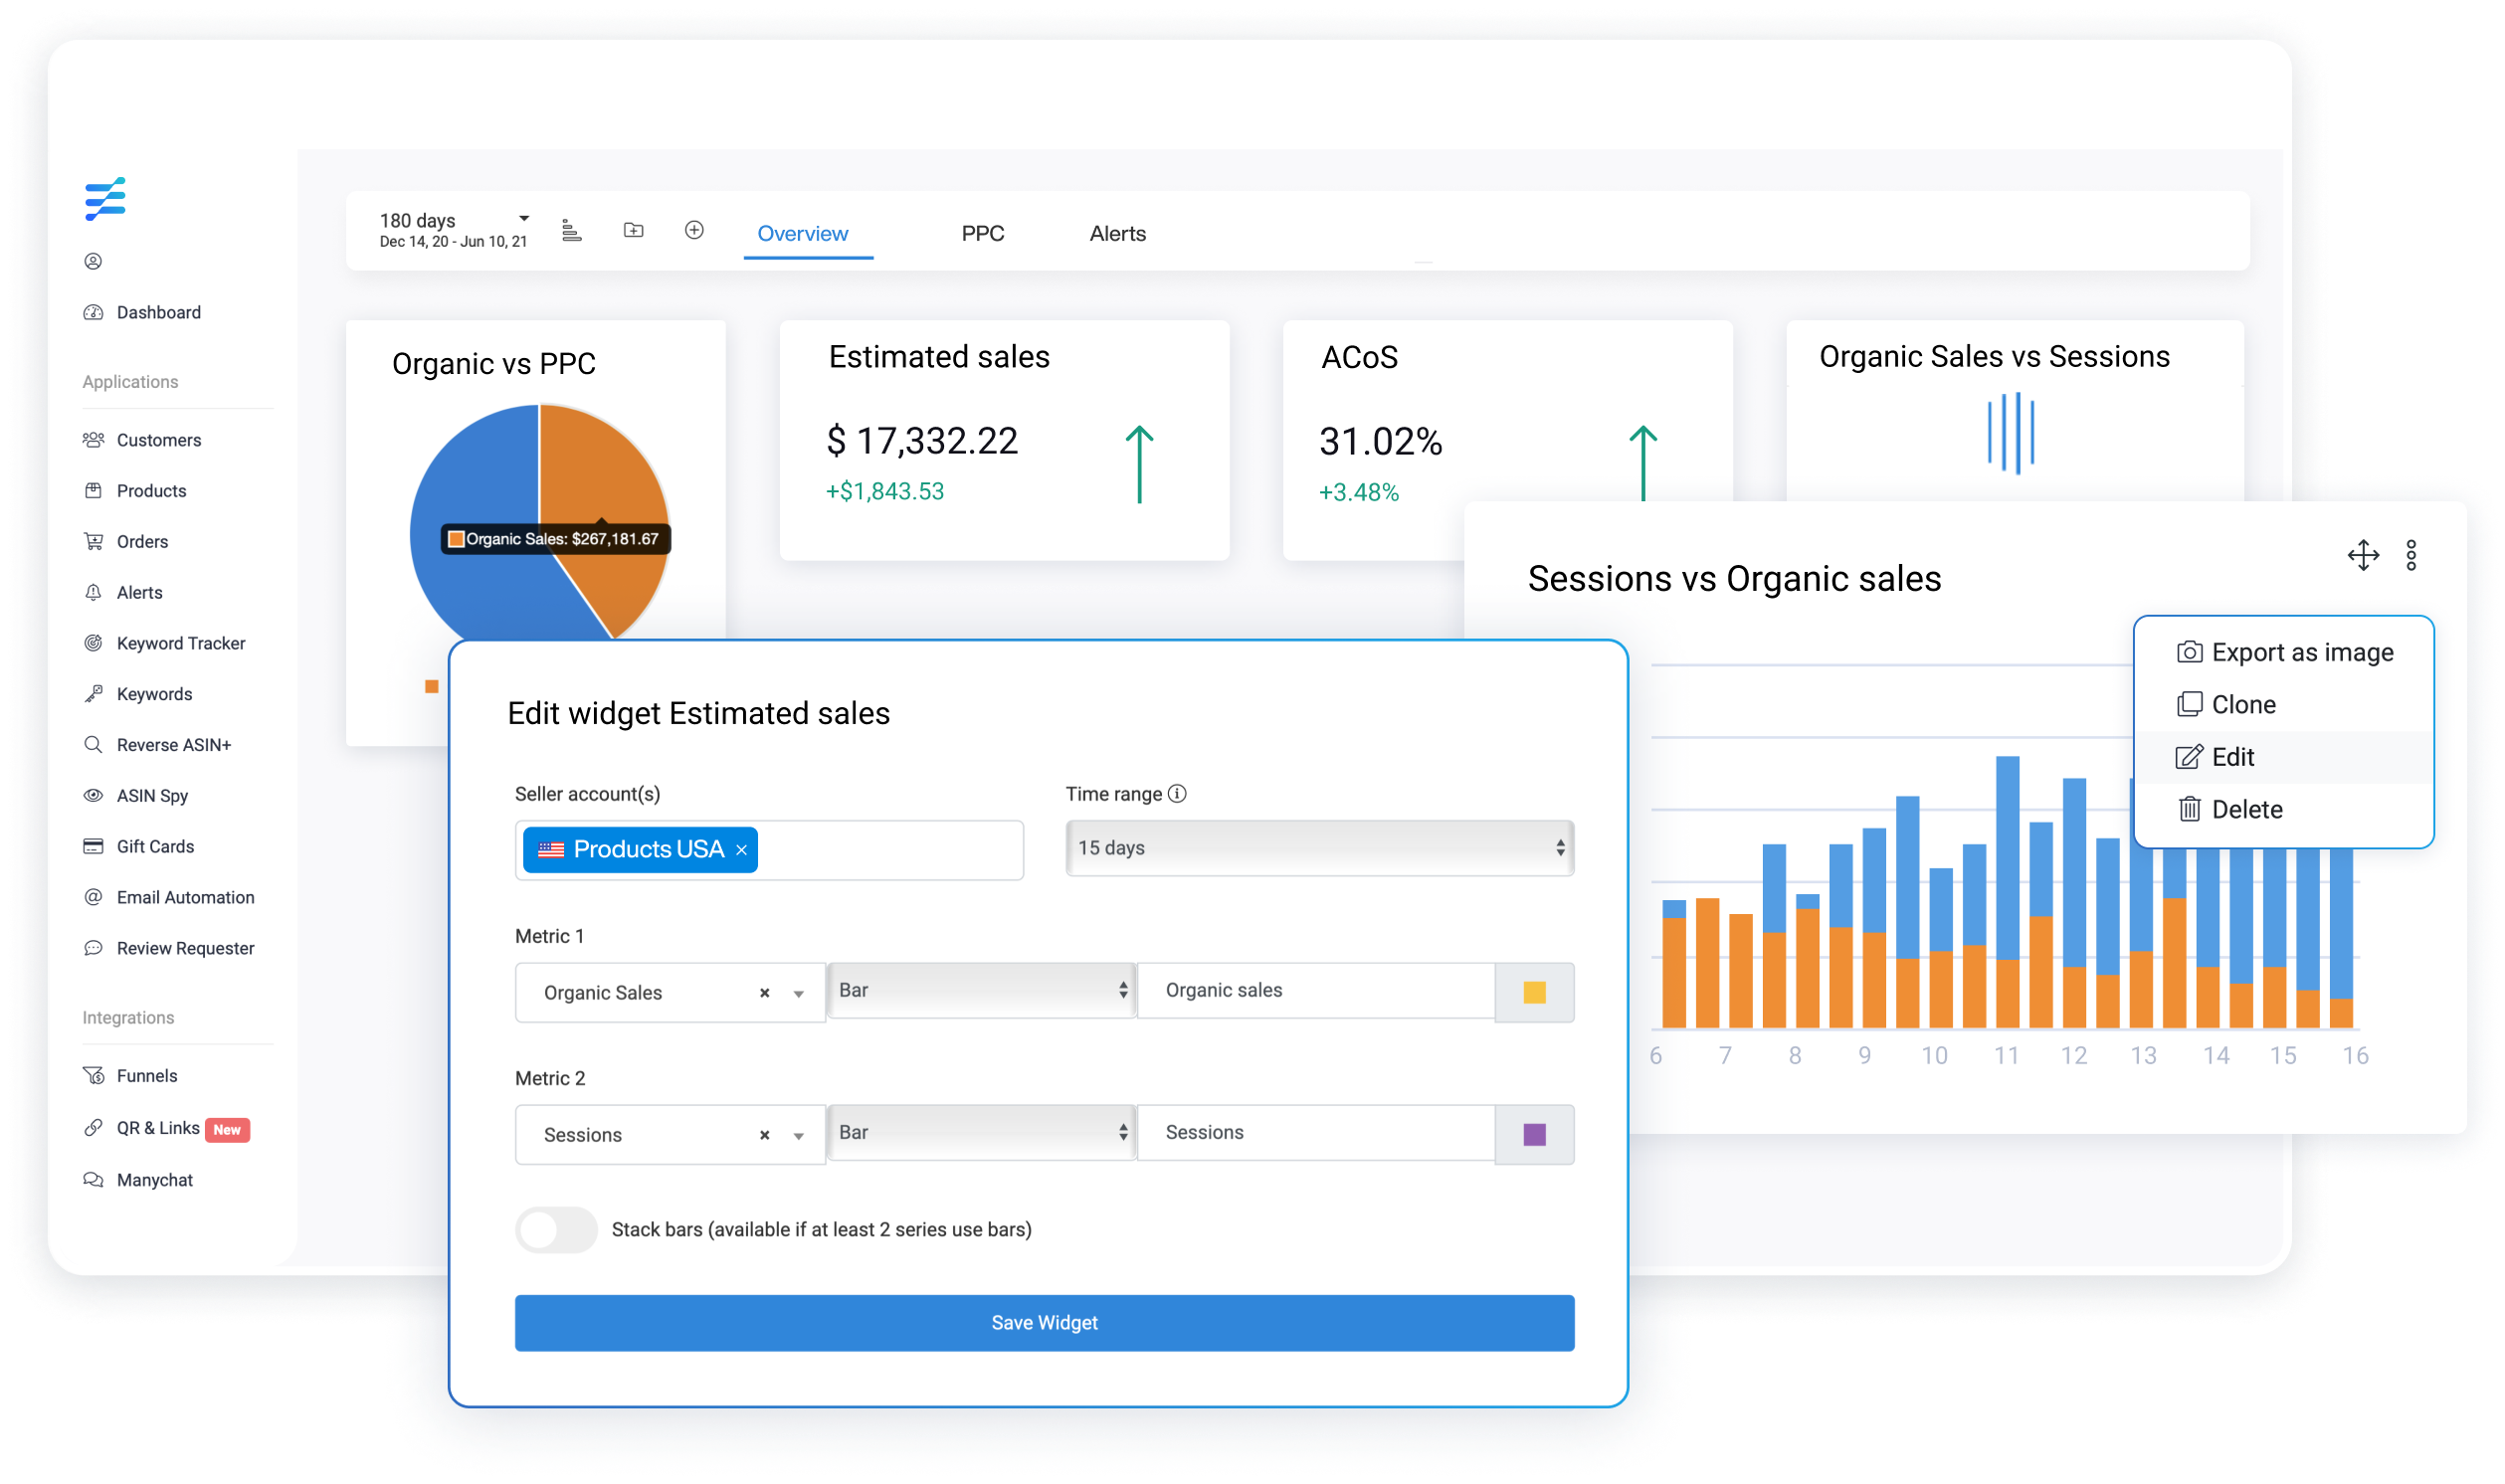 180 days
Dec 14, 20 - Jun 10, 21
Overview
PPC
Alerts
Dashboard
Applications
Customers
Products
Orders
Alerts
Keyword Tracker
Keywords
Reverse ASIN+
ASIN Spy
Gift Cards
Email Automation
Review Requester
Integrations
Funnels
QR & Links New
Manychat
Organic vs PPC
Organic Sales: $267,181.67
Estimated sales
$ 17,332.22
+$1,843.53
ACoS
31.02%
+3.48%
Organic Sales vs Sessions
Sessions vs Organic sales
Export as image
Clone
Edit
Delete
6 7 8 9 10 11 12 13 14 15 16
Edit widget Estimated sales
Seller account(s)
Products USA ×
Time range
15 days
Metric 1
Organic Sales
Bar
Organic sales
Metric 2
Sessions
Bar
Sessions
Stack bars (available if at least 2 series use bars)
Save Widget